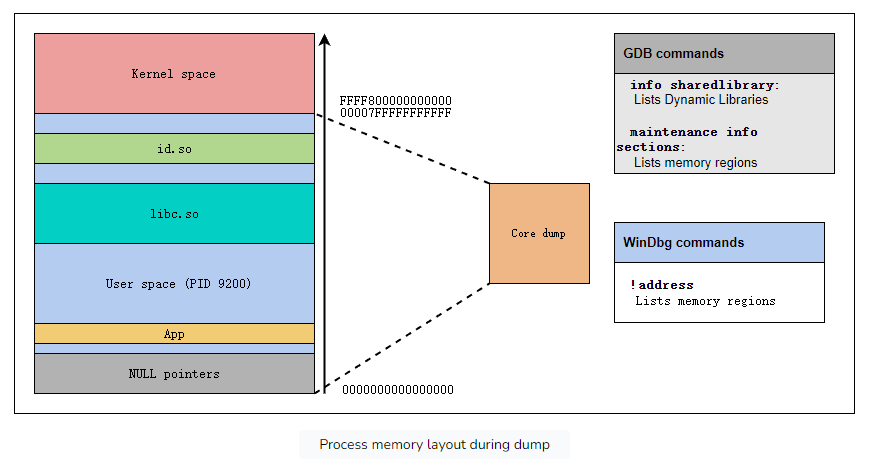 Kernel space
id.so
libc.so
User space (PID 9200)
App
NULL pointers
FFFF800000000000
00007FFFFFFFFFFF
0000000000000000
Core dump
GDB commands
info sharedlibrary:
Lists Dynamic Libraries
maintenance info
sections:
Lists memory regions
WinDbg commands
!address
Lists memory regions
Process memory layout during dump